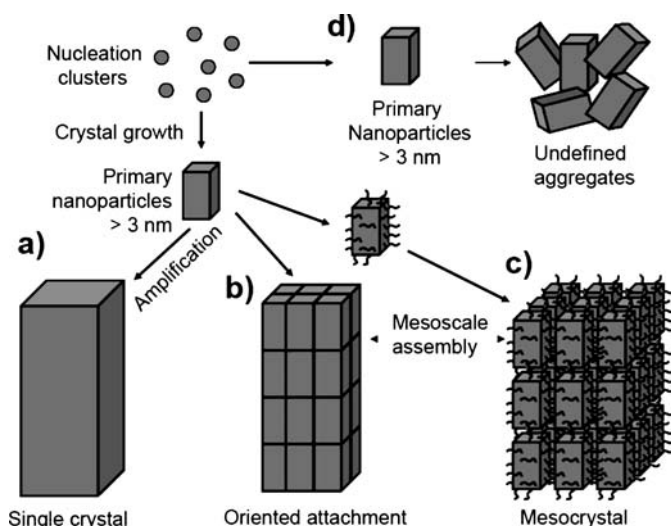 Nucleation
clusters
d)
Crystal growth
Primary
Nanoparticles
> 3 nm
Undefined
aggregates
Primary
nanoparticles
> 3 nm
a)
Amplification
b)
c)
Mesoscale
assembly
Single crystal
Oriented attachment
Mesocrystal